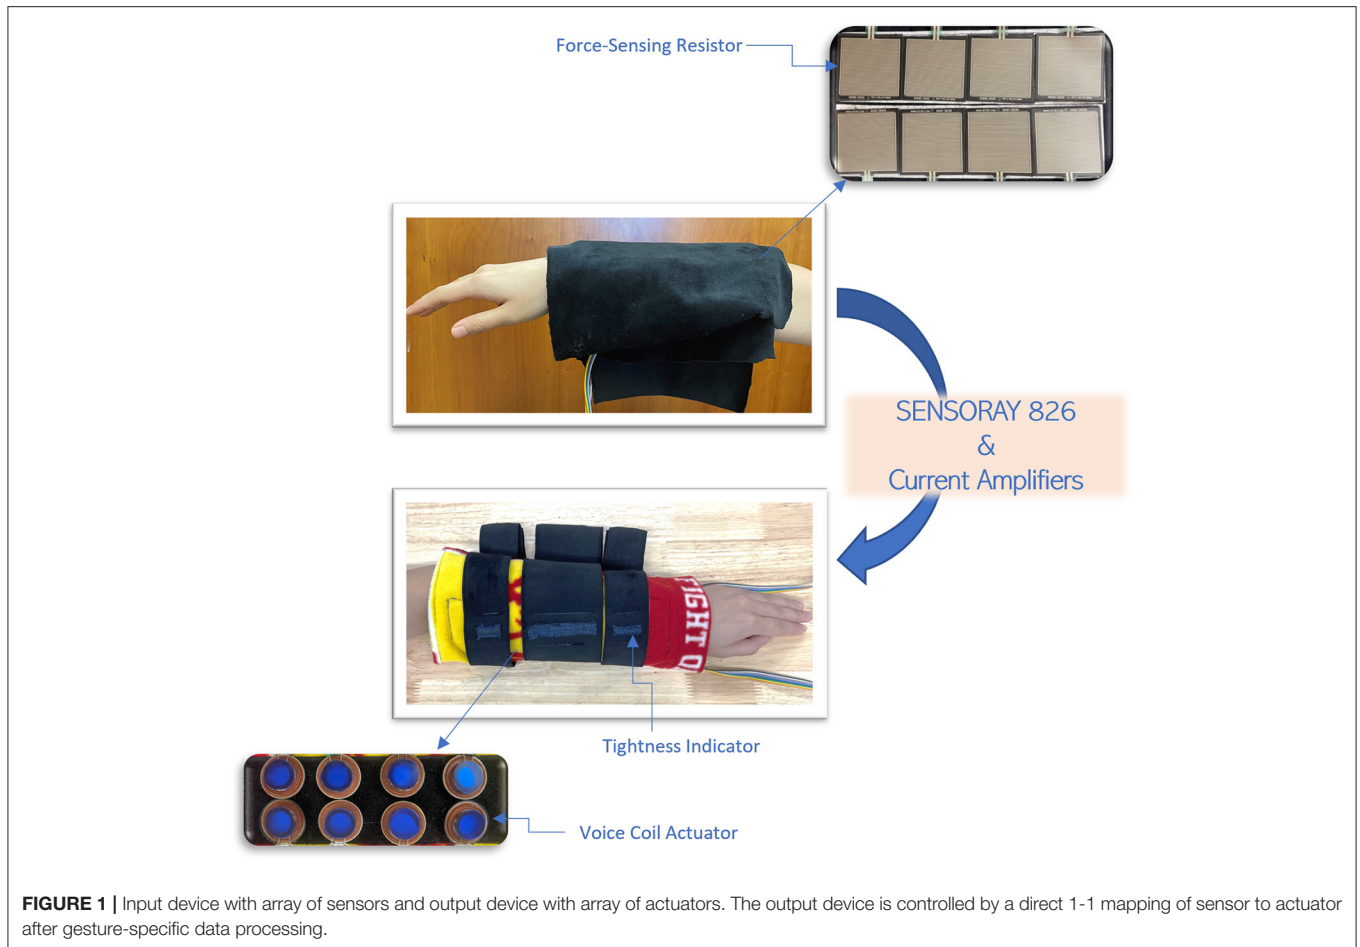 Force-Sensing Resistor
SENSORAY 826
&
Current Amplifiers
IGHT O
Tightness Indicator
Voice Coil Actuator
FIGURE 1 | Input device with array of sensors and output device with array of actuators. The output device is controlled by a direct 1-1 mapping of sensor to actuator
after gesture-specific data processing.